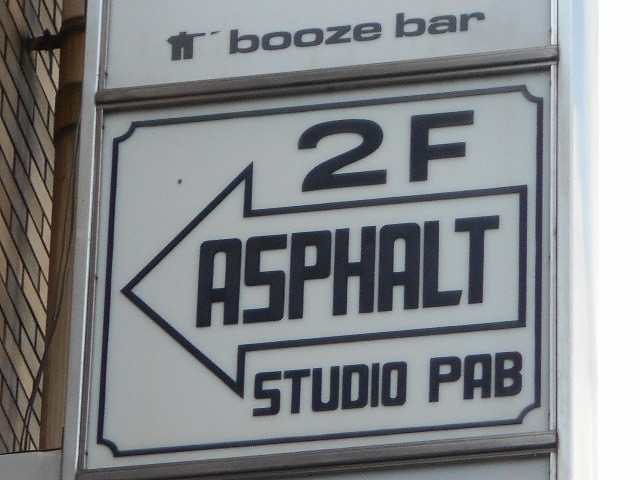 booze bar
2F
ASPHALT
STUDIO PAB